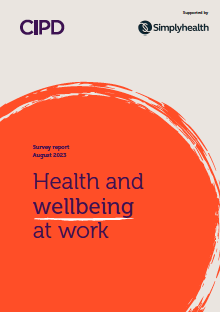 Supported by
CIPD
Simplyhealth
Survey report
August 2023
Health and
wellbeing
at work